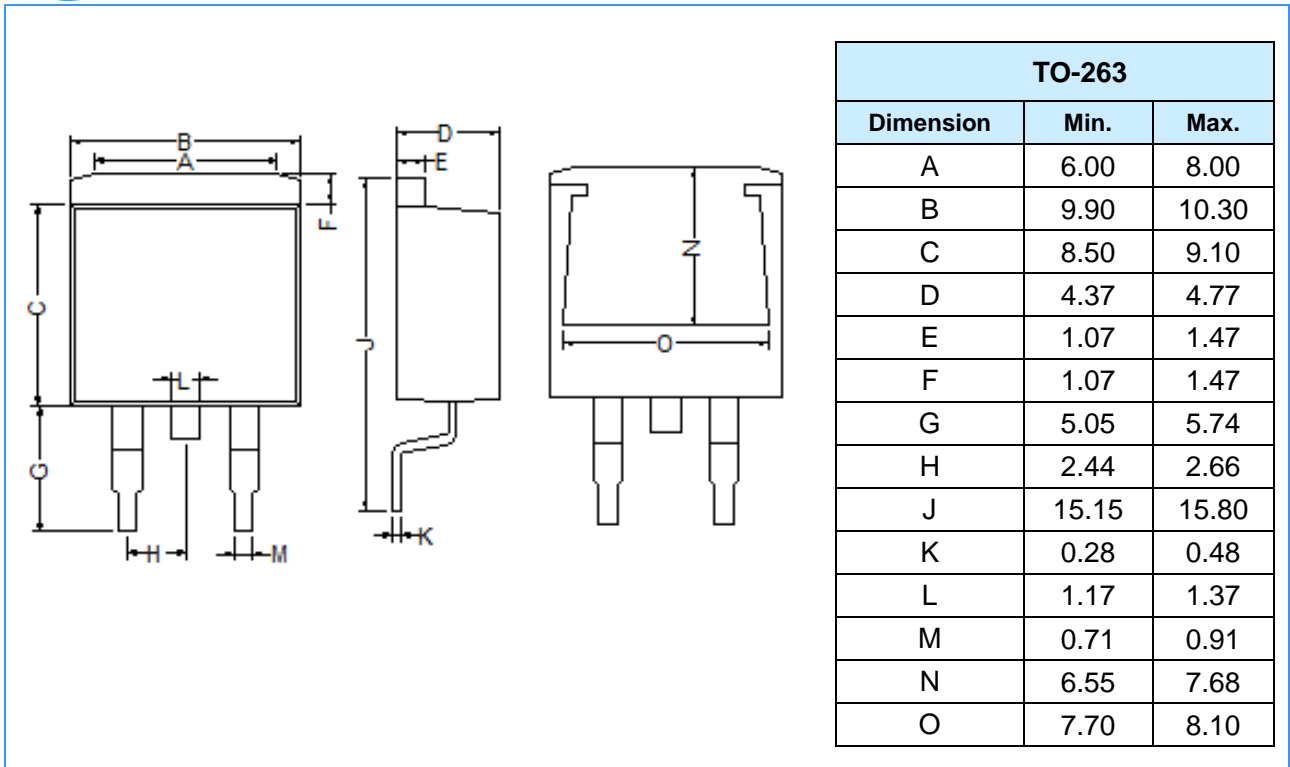 B
A
F
C
L
G
H
M
D
E
J
K
N
O
TO-263
Dimension Min. Max.
A 6.00 8.00
B 9.90 10.30
C 8.50 9.10
D 4.37 4.77
E 1.07 1.47
F 1.07 1.47
G 5.05 5.74
H 2.44 2.66
J 15.15 15.80
K 0.28 0.48
L 1.17 1.37
M 0.71 0.91
N 6.55 7.68
O 7.70 8.10